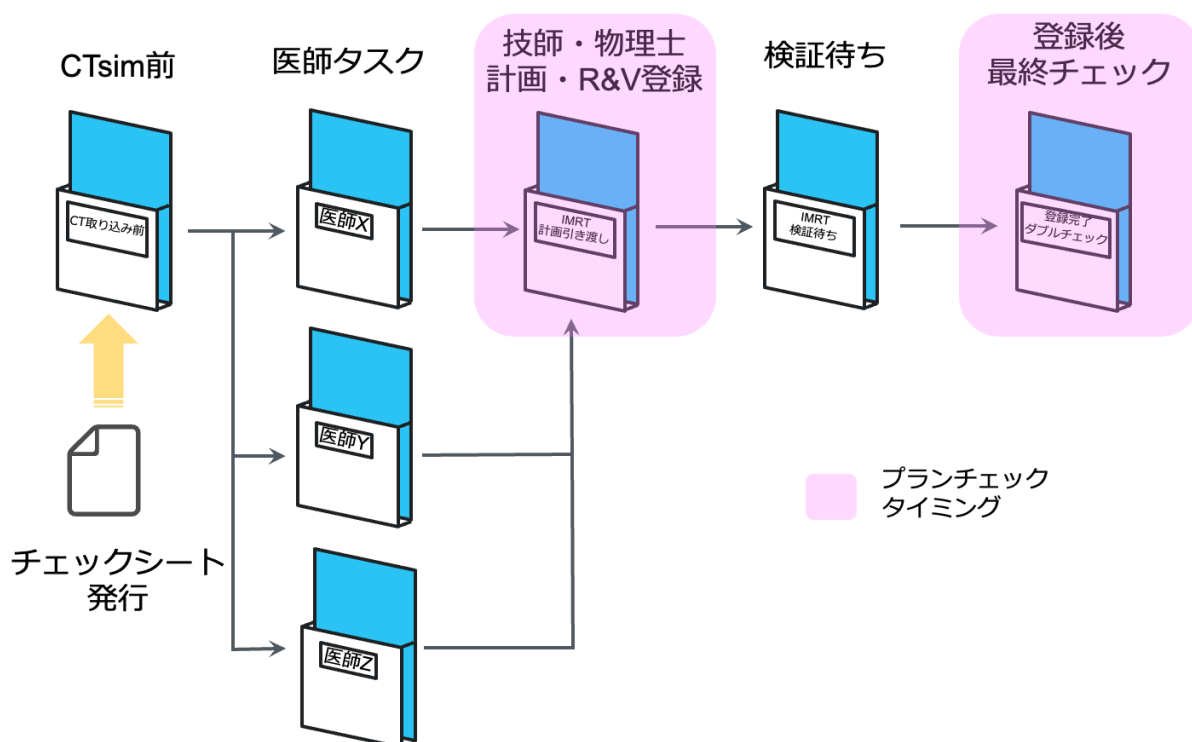 CTsim前
医師タスク
技師・物理士
計画・R&V登録
検証待ち
登録後
最終チェック
CT取り込み前
医師X
IMRT
計画引き渡し
IMRT
検証待ち
登録完了
ダブルチェック
医師Y
プランチェック
タイミング
チェックシート
発行
医師Z